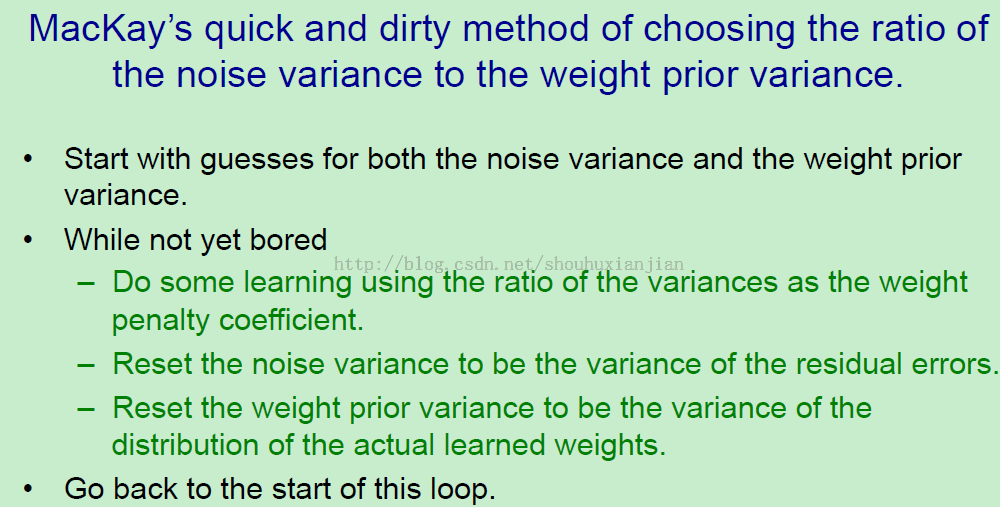 MacKay’s quick and dirty method of choosing the ratio of
the noise variance to the weight prior variance.
• Start with guesses for both the noise variance and the weight prior
variance.
• While not yet bored
http://blog.csdn.net/shouhuxianjian
– Do some learning using the ratio of the variances as the weight
penalty coefficient.
– Reset the noise variance to be the variance of the residual errors.
– Reset the weight prior variance to be the variance of the
distribution of the actual learned weights.
• Go back to the start of this loop.